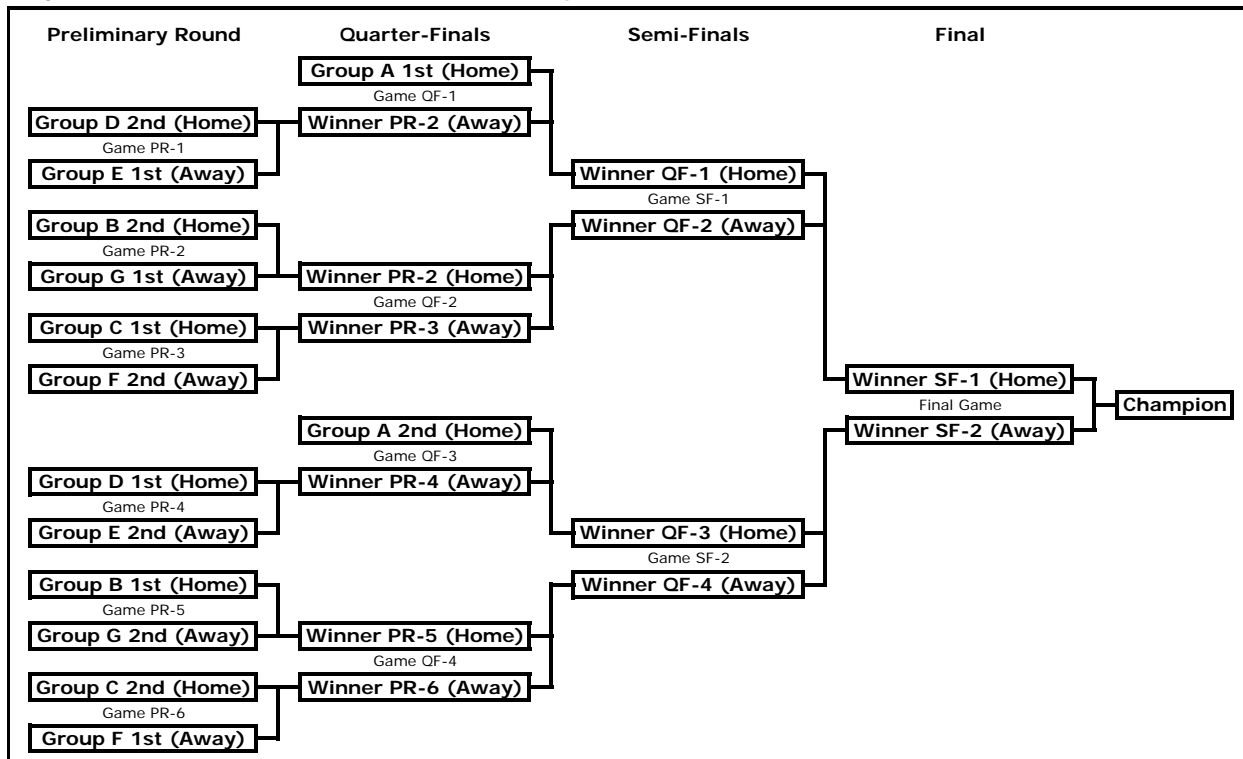 Preliminary Round
Quarter-Finals
Semi-Finals
Final
Group A 1st (Home)
Game QF-1
Group D 2nd (Home)
Winner PR-2 (Away)
Game PR-1
Group E 1st (Away)
Winner QF-1 (Home)
Game SF-1
Group B 2nd (Home)
Winner QF-2 (Away)
Game PR-2
Group G 1st (Away)
Winner PR-2 (Home)
Game QF-2
Group C 1st (Home)
Winner PR-3 (Away)
Game PR-3
Group F 2nd (Away)
Winner SF-1 (Home)
Final Game
Champion
Group A 2nd (Home)
Winner SF-2 (Away)
Game QF-3
Group D 1st (Home)
Winner PR-4 (Away)
Game PR-4
Group E 2nd (Away)
Winner QF-3 (Home)
Game SF-2
Group B 1st (Home)
Winner QF-4 (Away)
Game PR-5
Group G 2nd (Away)
Winner PR-5 (Home)
Game QF-4
Group C 2nd (Home)
Winner PR-6 (Away)
Game PR-6
Group F 1st (Away)